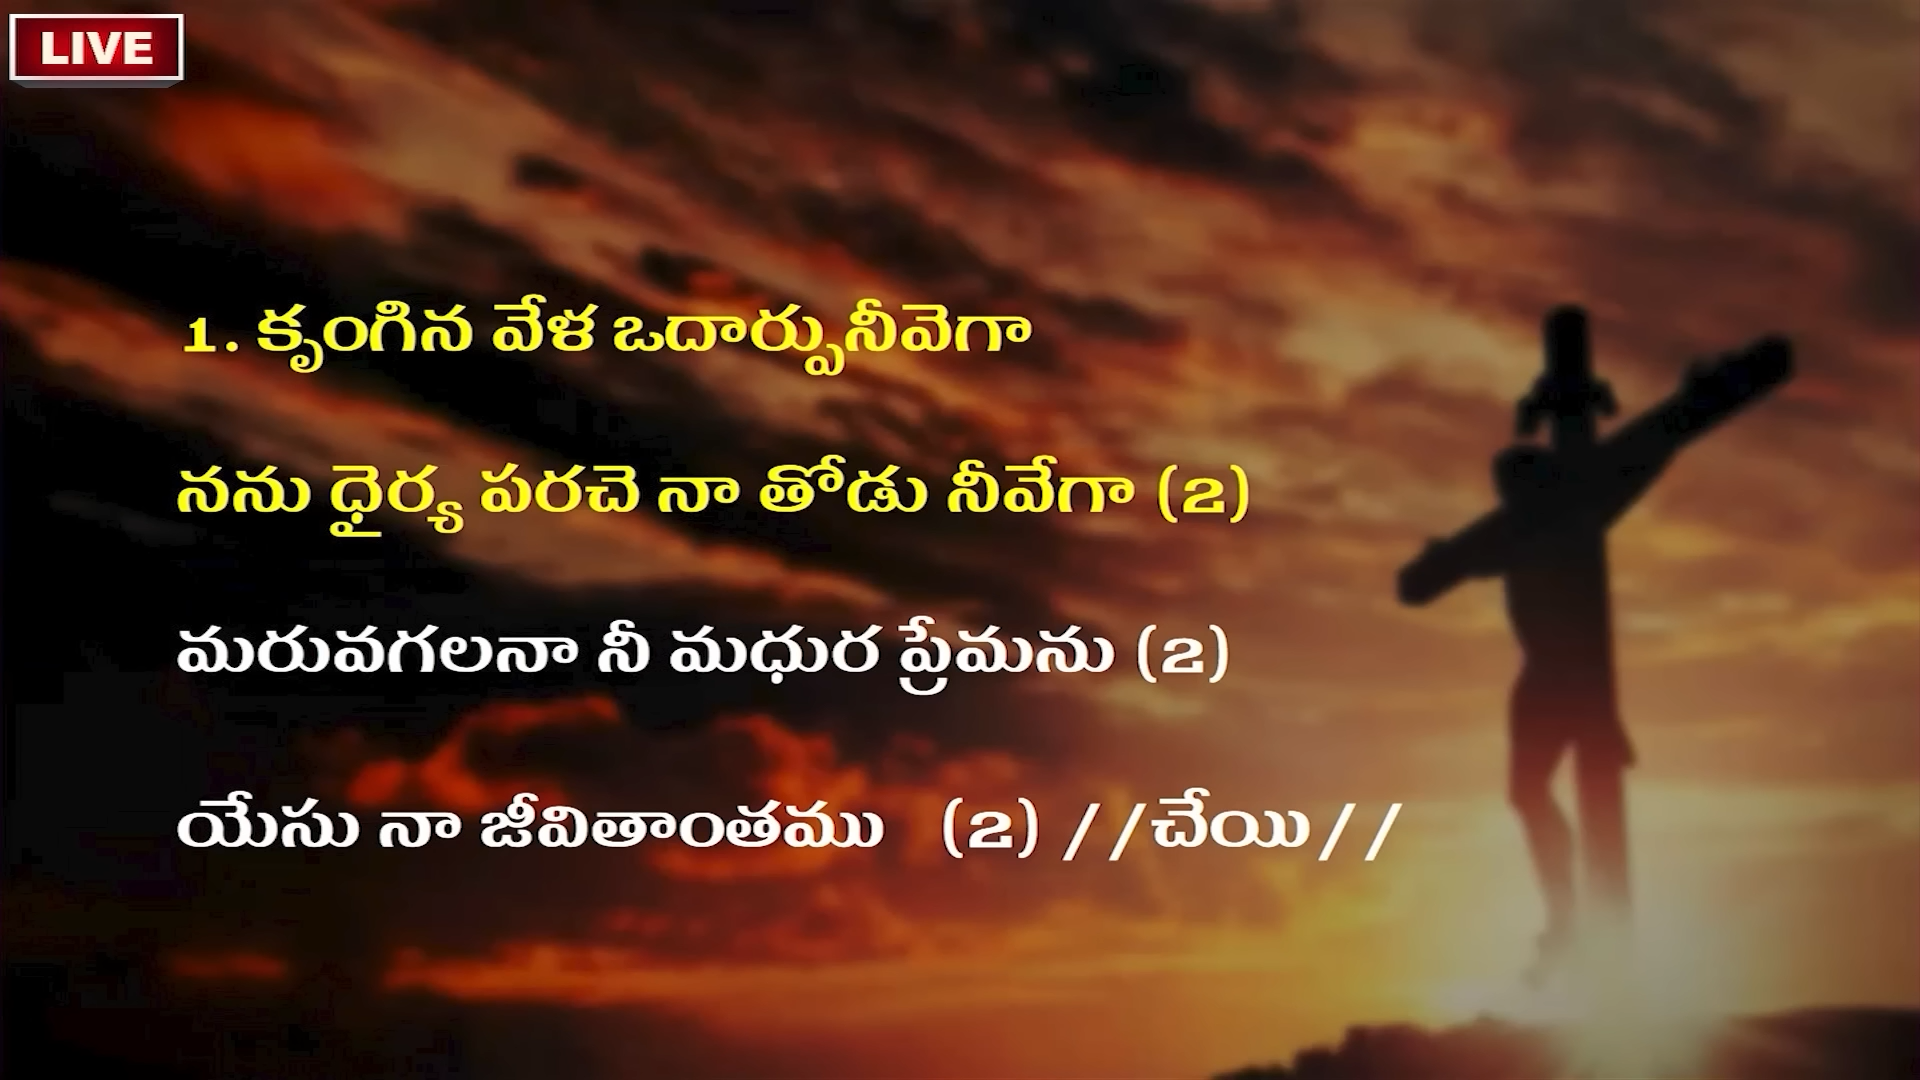 LIVE
1. కృంగిన వేళ ఒదార్పునీవెగా
నను ధైర్య పరచె నా తోడు నీవేగా (2)
మరువగలనా నీ మధుర ప్రేమను (2)
యేసు నా జీవితాంతము (2) //చేయి//